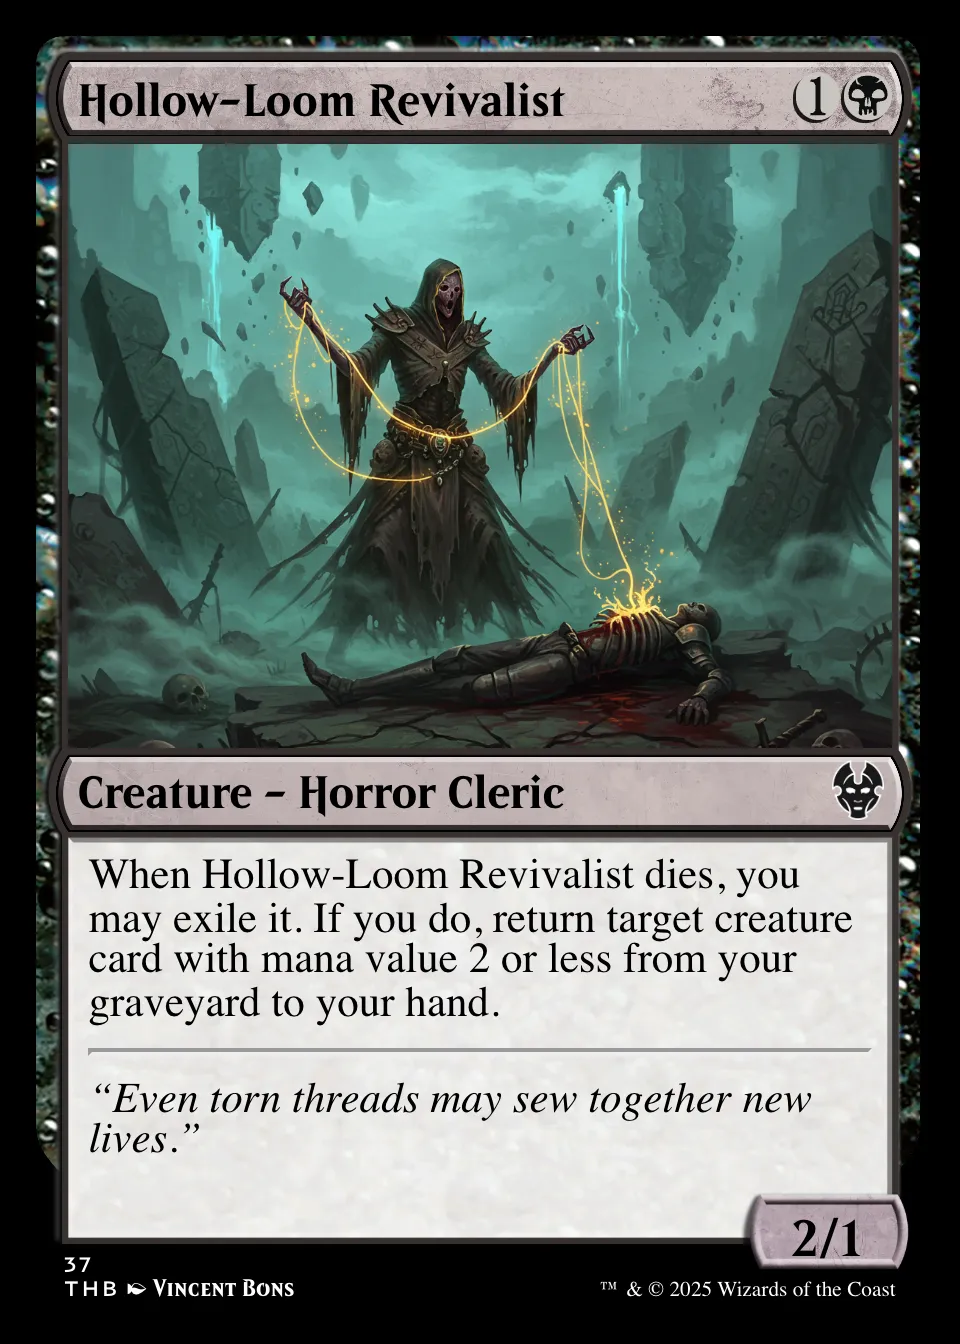 Hollow-Loom Revivalist 1
Creature – Horror Cleric
When Hollow-Loom Revivalist dies, you
may exile it. If you do, return target creature
card with mana value 2 or less from your
graveyard to your hand.
“Even torn threads may sew together new
lives.”
2/1
37
THB Vincent Bons
™ & © 2025 Wizards of the Coast